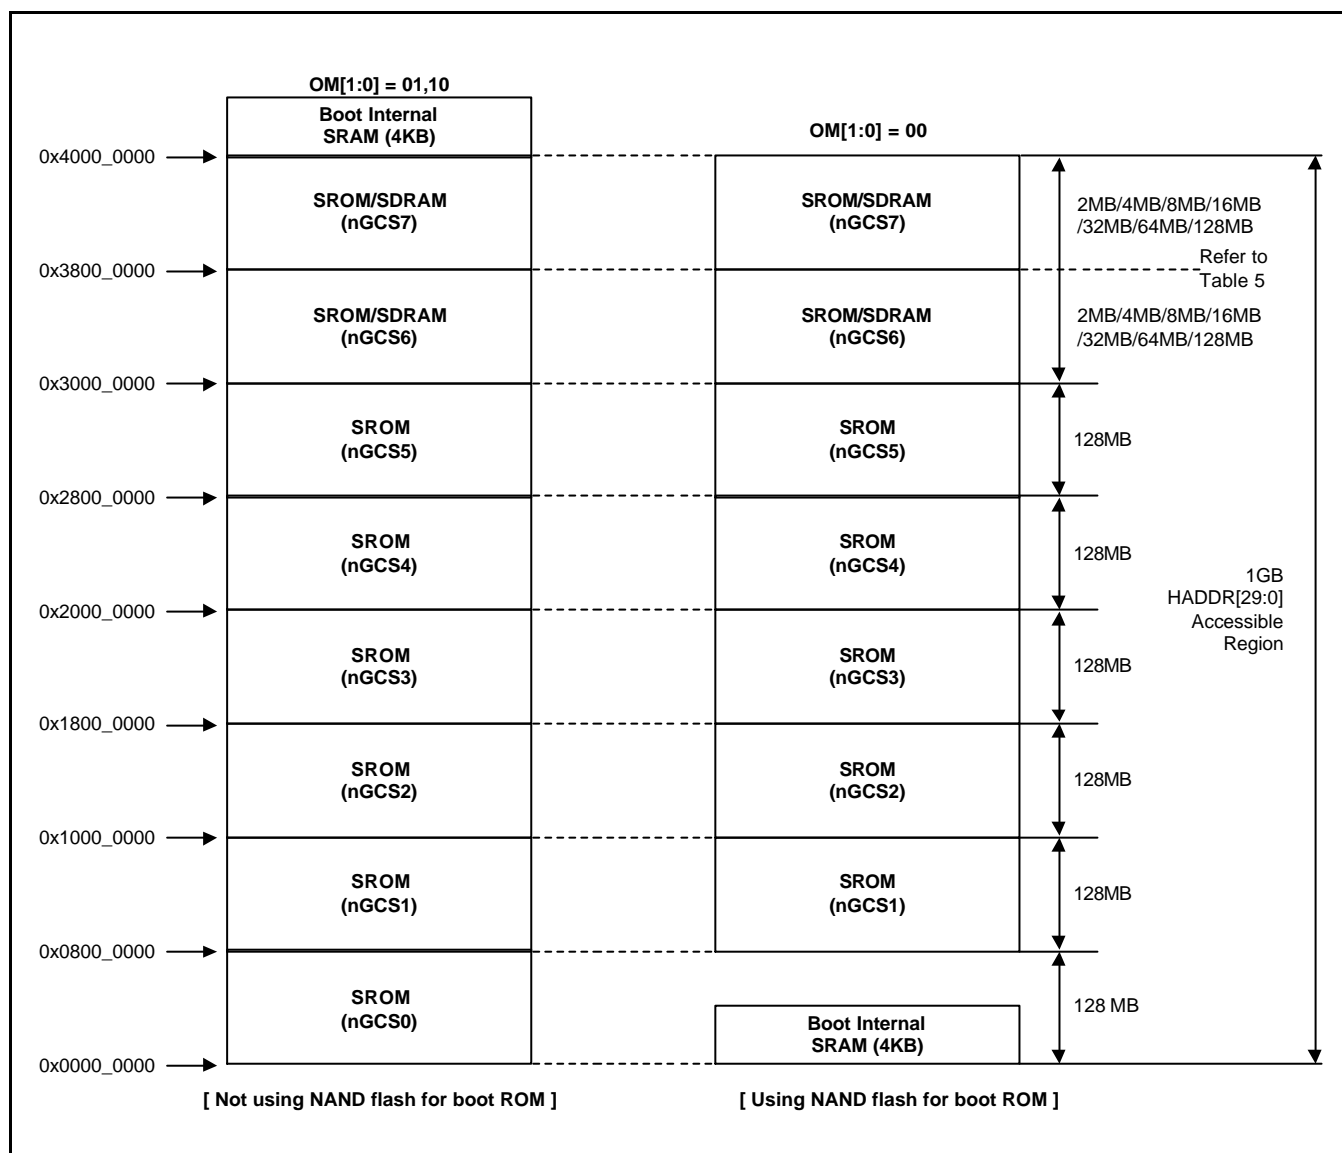 OM[1:0] = 01,10
Boot Internal
SRAM (4KB)
OM[1:0] = 00
0x4000_0000
SROM/SDRAM
(nGCS7)
SROM/SDRAM
(nGCS7)
2MB/4MB/8MB/16MB
/32MB/64MB/128MB
0x3800_0000
Refer to
Table 5
SROM/SDRAM
(nGCS6)
SROM/SDRAM
(nGCS6)
2MB/4MB/8MB/16MB
/32MB/64MB/128MB
0x3000_0000
SROM
(nGCS5)
SROM
(nGCS5)
128MB
0x2800_0000
SROM
(nGCS4)
SROM
(nGCS4)
128MB
1GB
HADDR[29:0]
Accessible
Region
0x2000_0000
SROM
(nGCS3)
SROM
(nGCS3)
128MB
0x1800_0000
SROM
(nGCS2)
SROM
(nGCS2)
128MB
0x1000_0000
SROM
(nGCS1)
SROM
(nGCS1)
128MB
0x0800_0000
SROM
(nGCS0)
Boot Internal
SRAM (4KB)
128 MB
0x0000_0000
[ Not using NAND flash for boot ROM ]
[ Using NAND flash for boot ROM ]